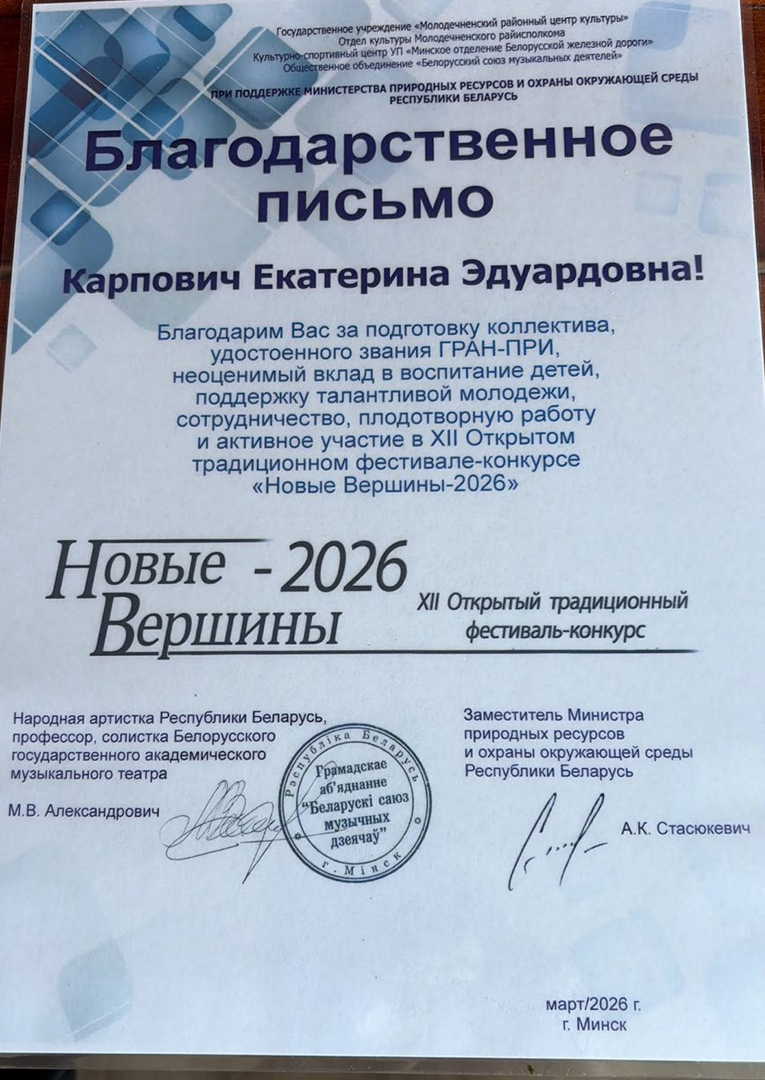 Государственное учреждение «Молодечненский районный центр культуры»
Отдел культуры Молодечненского райисполкома
Культурно-спортивный центр УП «Минское отделение Белорусской железной дороги»
Общественное объединение «Белорусский союз музыкальных деятелей»
ПРИ ПОДДЕРЖКЕ МИНИСТЕРСТВА ПРИРОДНЫХ РЕСУРСОВ И ОХРАНЫ ОКРУЖАЮЩЕЙ СРЕДЫ
РЕСПУБЛИКИ БЕЛАРУСЬ
Благодарственное
письмо
Карпович Екатерина Эдуардовна!
Благодарим Вас за подготовку коллектива,
удостоенного звания ГРАН-ПРИ,
неоценимый вклад в воспитание детей,
поддержку талантливой молодежи,
сотрудничество, плодотворную работу
и активное участие в XII Открытом
традиционном фестивале-конкурсе
«Новые Вершины-2026»
Новые - 2026
Вершины
XII Открытый традиционный
фестиваль-конкурс
Народная артистка Республики Беларусь,
профессор, солистка Белорусского
государственного академического
музыкального театра
М.В. Александрович
Рэспубліка Беларусь
Грамадскае
аб'яднанне
"Беларускі саюз
музычных
дзеячаў"
г. Мінск
Заместитель Министра
природных ресурсов
и охраны окружающей среды
Республики Беларусь
А.К. Стасюкевич
март/2026 г.
г. Минск